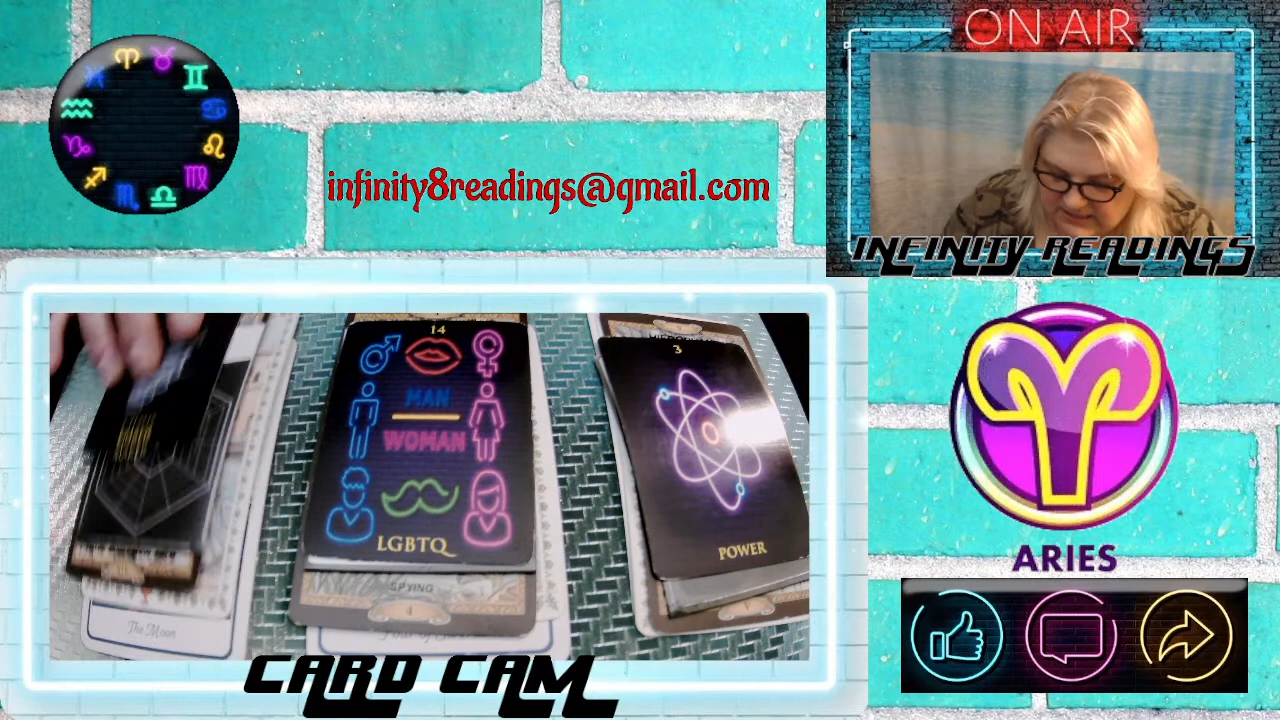 ON AIR
infinity8readings@gmail.com
INFINITY READINGS
14
MAN
WOMAN
LGBTQ
SPYING
4
3
POWER
V
The Moon
ARIES
CARD CAM